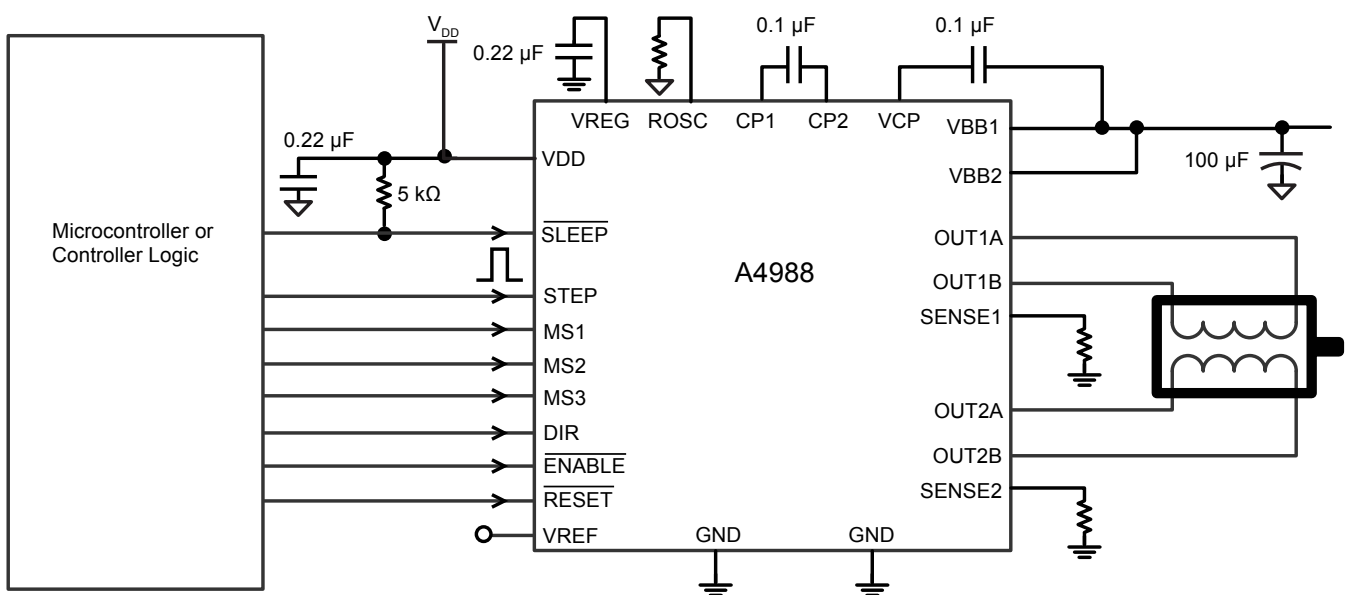 V_DD
0.22 µF
0.1 µF
0.1 µF
VREG ROSC CP1 CP2 VCP
VBB1
0.22 µF
VDD
100 µF
VBB2
5 kΩ
Microcontroller or
Controller Logic
SLEEP
OUT1A
A4988
OUT1B
STEP
SENSE1
MS1
MS2
MS3
OUT2A
DIR
OUT2B
ENABLE
SENSE2
RESET
VREF
GND
GND